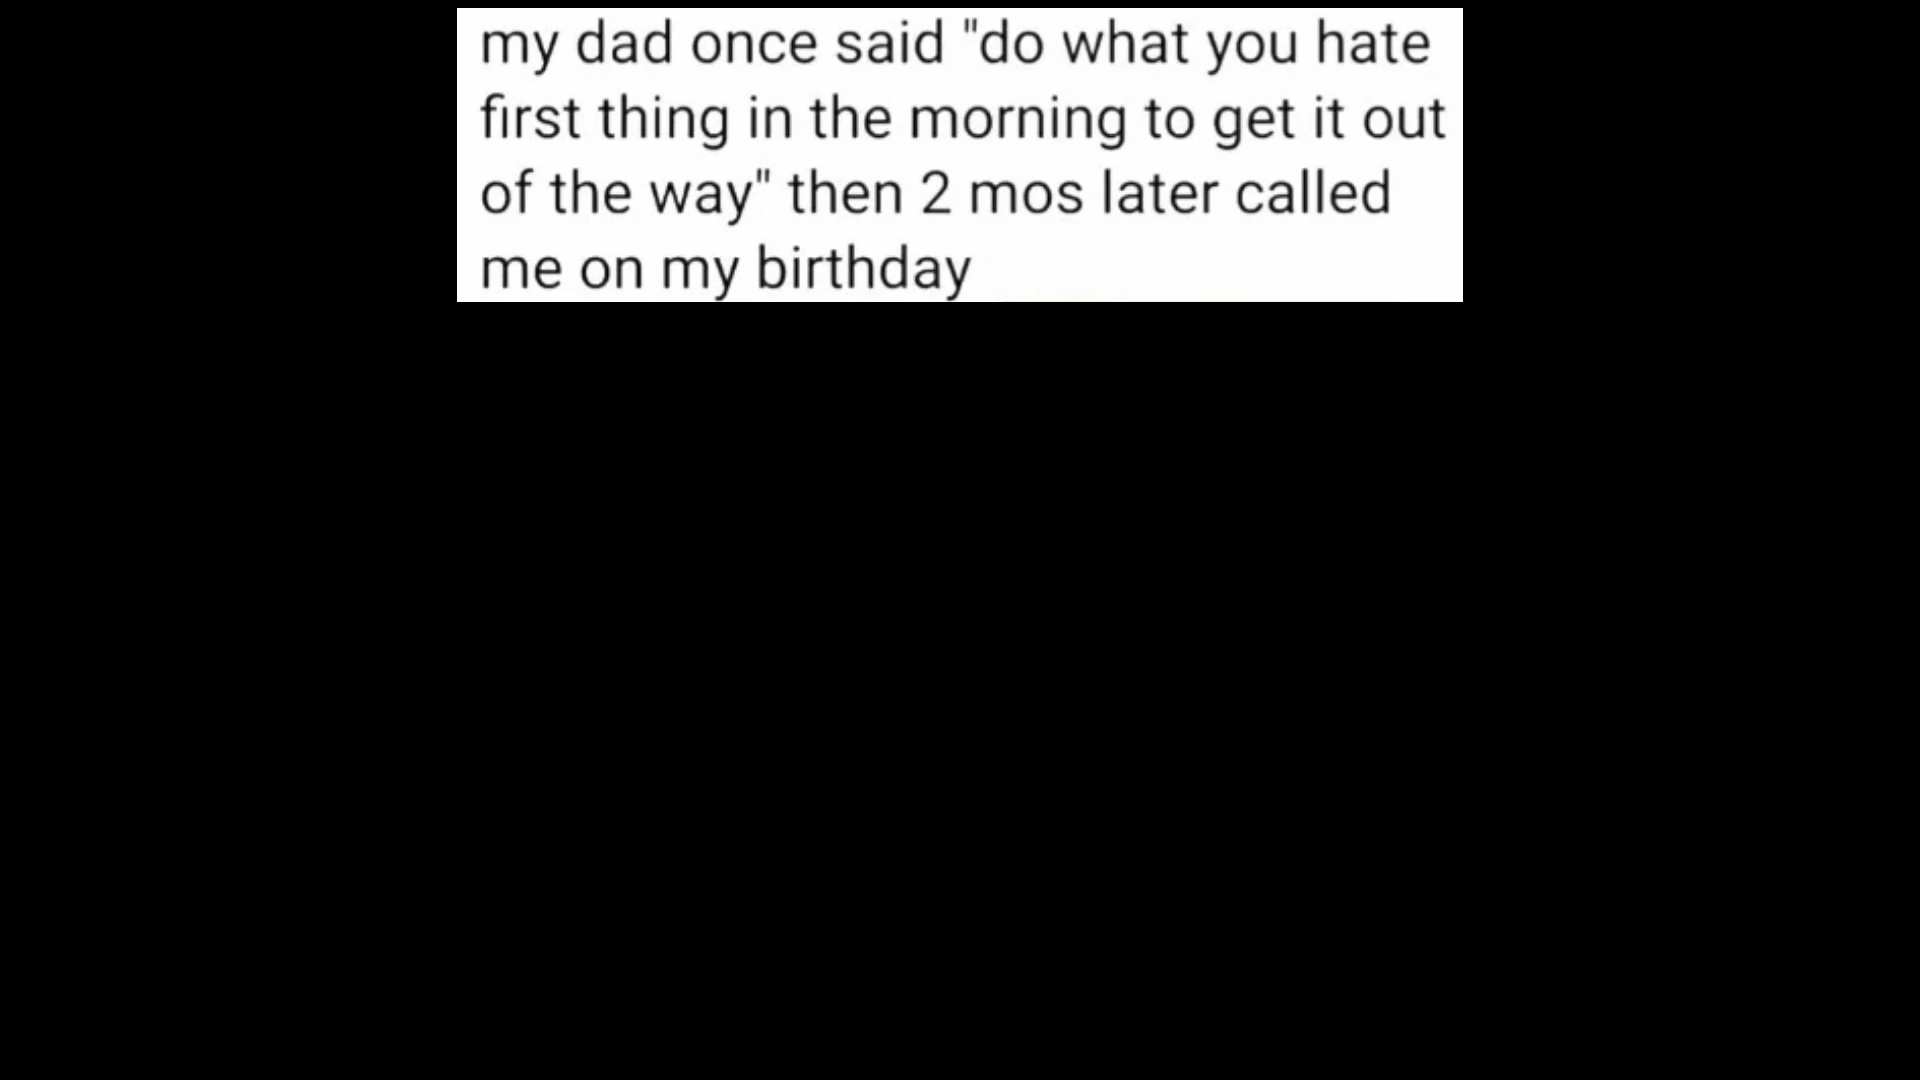 my dad once said "do what you hate
first thing in the morning to get it out
of the way" then 2 mos later called
me on my birthday